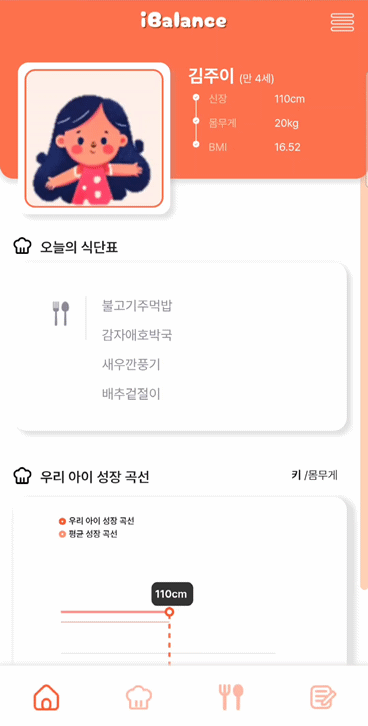 iBalance
김주이 (만 4세)
신장 110cm
몸무게 20kg
BMI 16.52
오늘의 식단표
불고기주먹밥
감자애호박국
새우깐풍기
배추겉절이
우리 아이 성장 곡선 키 /몸무게
우리 아이 성장 곡선
평균 성장 곡선
110cm